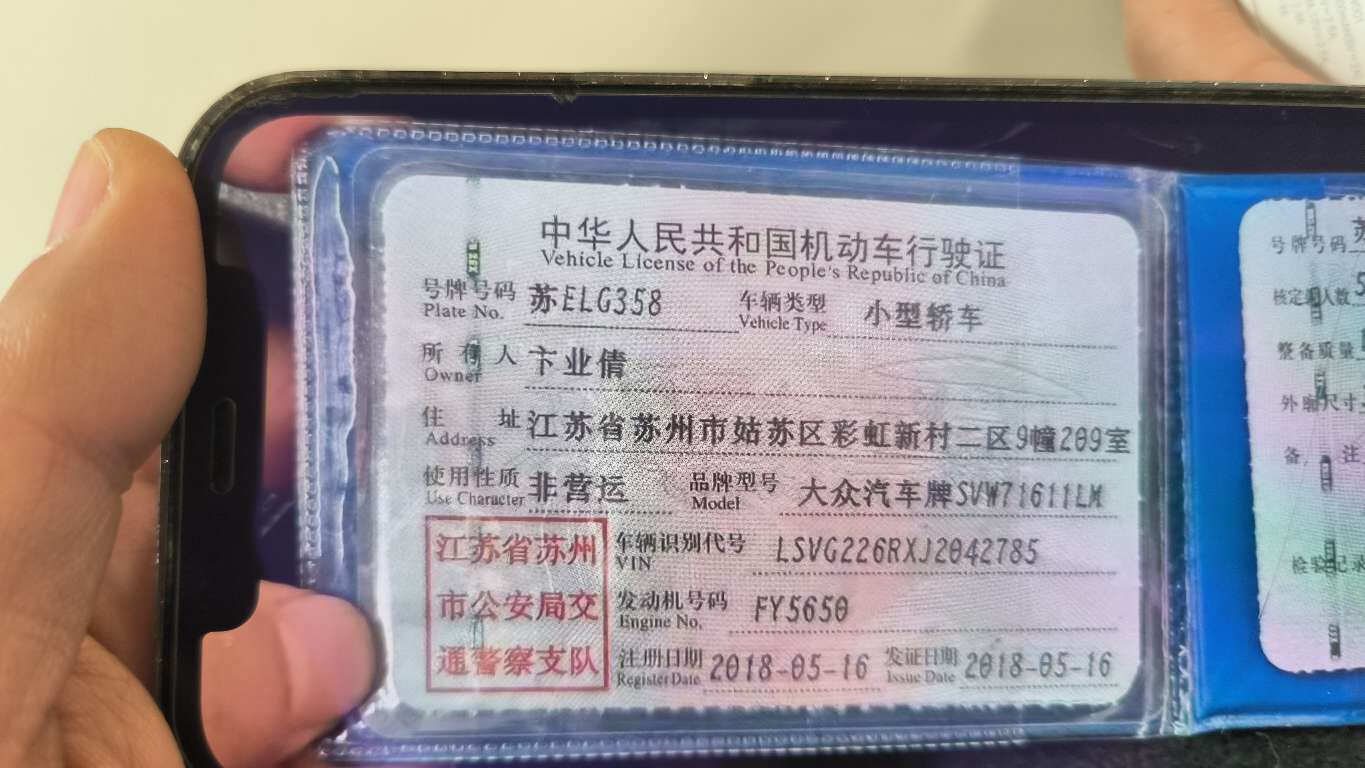 中华人民共和国机动车行驶证
Vehicle License of the People's Republic of China
号牌号码 苏ELG358 车辆类型 小型轿车
Plate No. Vehicle Type
所有人 卞业倩
Owner
住址 江苏省苏州市姑苏区彩虹新村二区9幢209室
Address
使用性质 非营运 品牌型号 大众汽车牌SVW71611LM
Use Character Model
江苏省苏州
市公安局交
通警察支队
车辆识别代号 LSVG226RXJ2042785
VIN
发动机号码 FY5650
Engine No.
注册日期 2018-05-16 发证日期 2018-05-16
Register Date Issue Date
号牌号码 苏
核定载人数 5
整备质量
外廓尺寸
备 注
检验记录